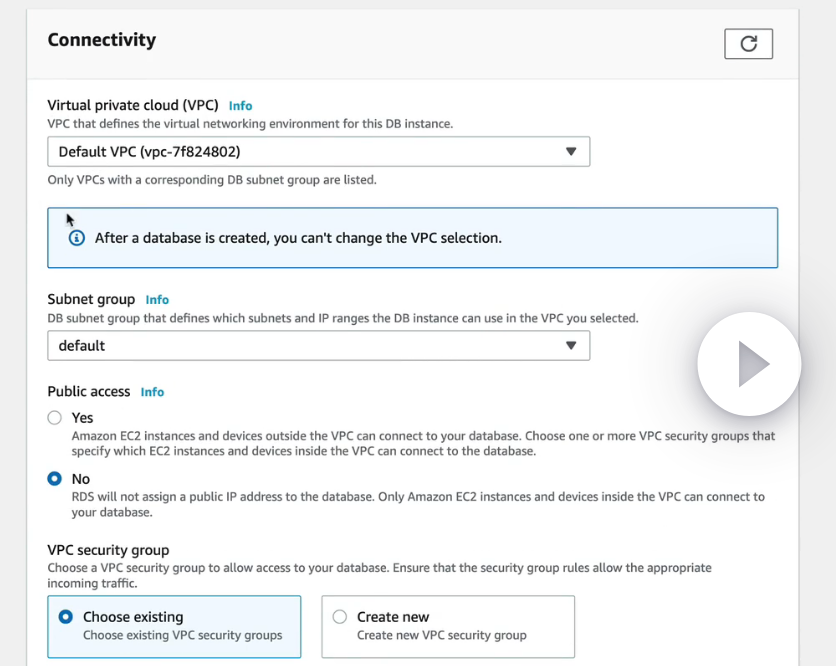 Connectivity
Virtual private cloud (VPC) Info
VPC that defines the virtual networking environment for this DB instance.
Default VPC (vpc-7f824802)
Only VPCs with a corresponding DB subnet group are listed.
After a database is created, you can't change the VPC selection.
Subnet group Info
DB subnet group that defines which subnets and IP ranges the DB instance can use in the VPC you selected.
default
Public access Info
Yes
Amazon EC2 instances and devices outside the VPC can connect to your database. Choose one or more VPC security groups that
specify which EC2 instances and devices inside the VPC can connect to the database.
No
RDS will not assign a public IP address to the database. Only Amazon EC2 instances and devices inside the VPC can connect to
your database.
VPC security group
Choose a VPC security group to allow access to your database. Ensure that the security group rules allow the appropriate
incoming traffic.
Choose existing
Choose existing VPC security groups
Create new
Create new VPC security group